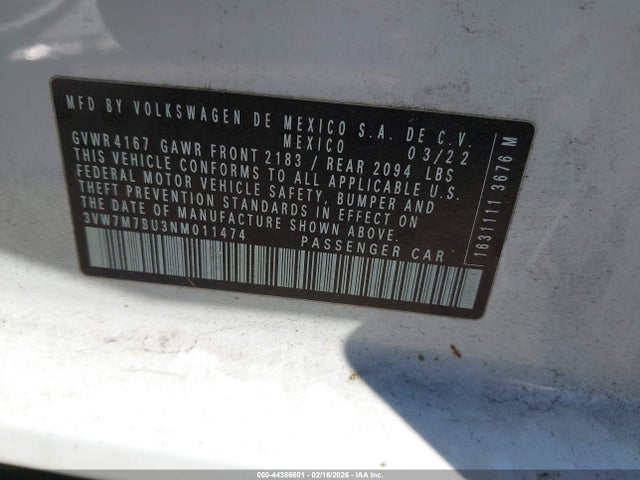 MFD BY VOLKSWAGEN DE MEXICO S.A. DE C.V.
MEXICO 03/22
GVWR 4167 GAWR FRONT 2183 / REAR 2094 LBS
THIS VEHICLE CONFORMS TO ALL APPLICABLE U.S.
FEDERAL MOTOR VEHICLE SAFETY, BUMPER AND
THEFT PREVENTION STANDARDS IN EFFECT ON
THE DATE OF MANUFACTURE SHOWN ABOVE.
3VW7M7BU3NM011474 PASSENGER CAR
1631111 3676 M
000-44386601 - 02/16/2026 - IAA Inc.